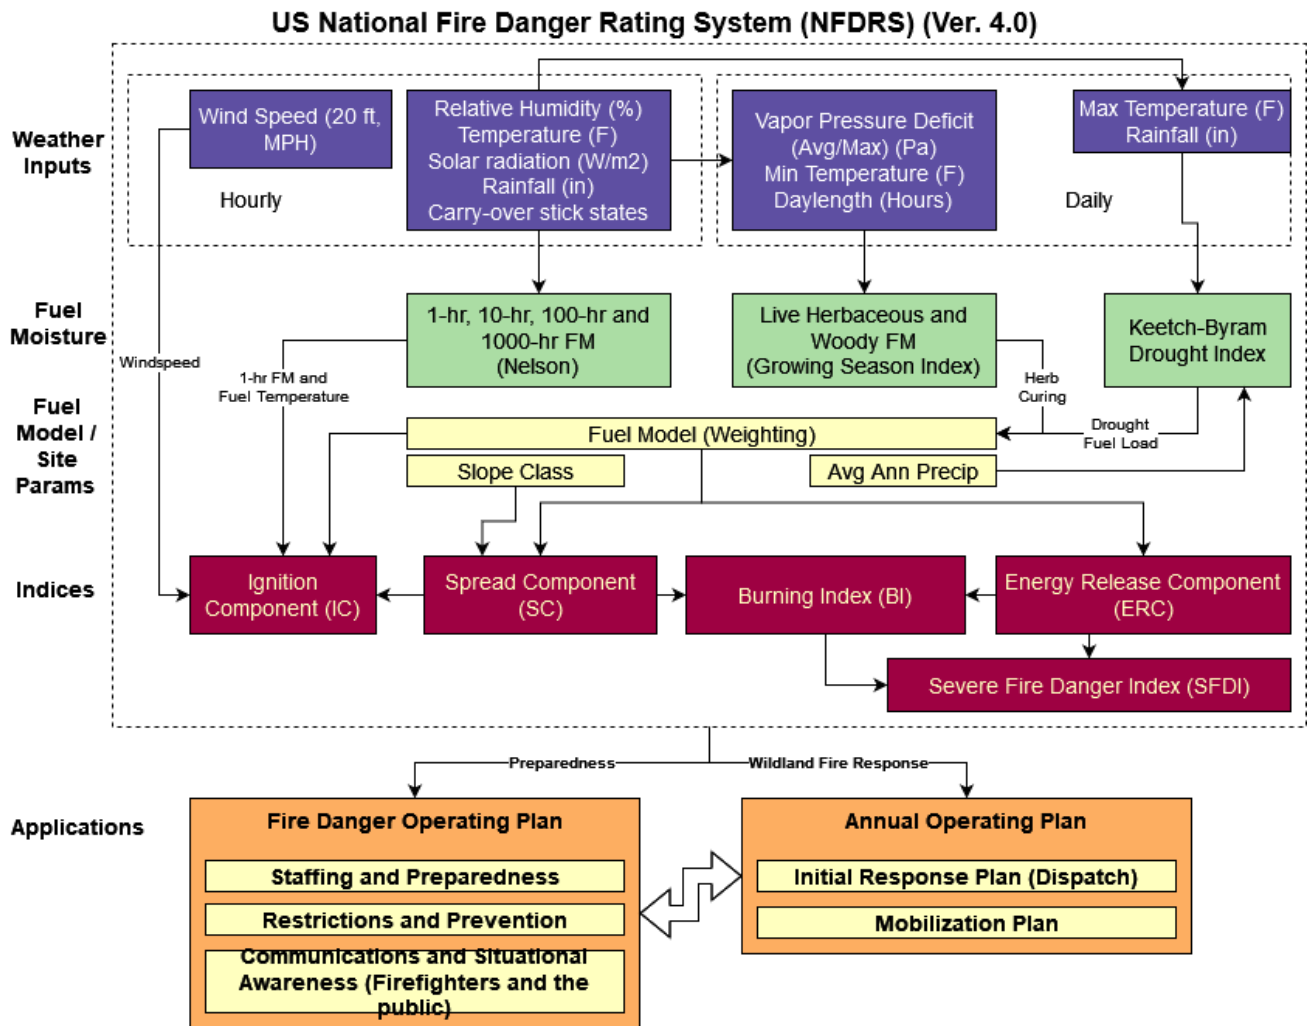 US National Fire Danger Rating System (NFDRS) (Ver. 4.0)
Weather
Inputs
Wind Speed (20 ft,
MPH)
Relative Humidity (%)
Temperature (F)
Solar radiation (W/m2)
Rainfall (in)
Carry-over stick states
Hourly
Vapor Pressure Deficit
(Avg/Max) (Pa)
Min Temperature (F)
Daylength (Hours)
Max Temperature (F)
Rainfall (in)
Daily
Fuel
Moisture
1-hr, 10-hr, 100-hr and
1000-hr FM
(Nelson)
Live Herbaceous and
Woody FM
(Growing Season Index)
Keetch-Byram
Drought Index
Windspeed
1-hr FM and
Fuel Temperature
Herb
Curing
Drought
Fuel Load
Fuel
Model /
Site
Params
Fuel Model (Weighting)
Slope Class
Avg Ann Precip
Indices
Ignition
Component (IC)
Spread Component
(SC)
Burning Index (BI)
Energy Release Component
(ERC)
Severe Fire Danger Index (SFDI)
Preparedness
Wildland Fire Response
Applications
Fire Danger Operating Plan
Staffing and Preparedness
Restrictions and Prevention
Communications and Situational
Awareness (Firefighters and the
public)
Annual Operating Plan
Initial Response Plan (Dispatch)
Mobilization Plan